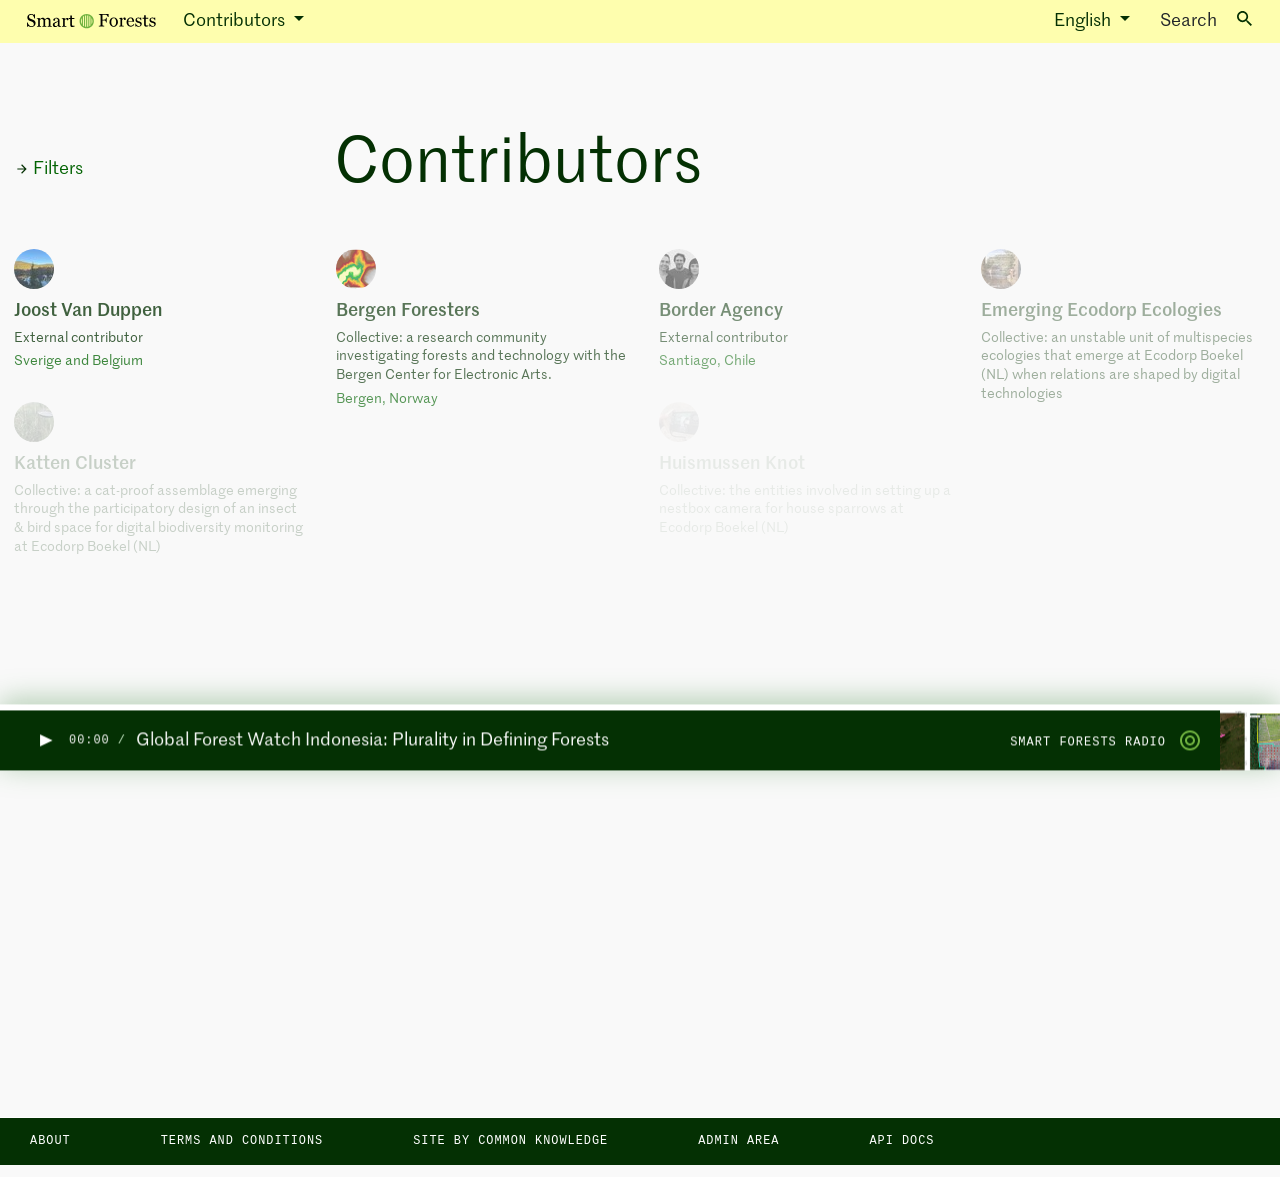 Smart Forests
Contributors
English
Search
Filters
Contributors
Joost Van Duppen
External contributor
Sverige and Belgium
Bergen Foresters
Collective: a research community
investigating forests and technology with the
Bergen Center for Electronic Arts.
Bergen, Norway
Border Agency
External contributor
Santiago, Chile
Emerging Ecodorp Ecologies
Collective: an unstable unit of multispecies
ecologies that emerge at Ecodorp Boekel
(NL) when relations are shaped by digital
technologies
Katten Cluster
Collective: a cat-proof assemblage emerging
through the participatory design of an insect
& bird space for digital biodiversity monitoring
at Ecodorp Boekel (NL)
Huismussen Knot
Collective: the entities involved in setting up a
nestbox camera for house sparrows at
Ecodorp Boekel (NL)
00:00 / Global Forest Watch Indonesia: Plurality in Defining Forests
SMART FORESTS RADIO
ABOUT
TERMS AND CONDITIONS
SITE BY COMMON KNOWLEDGE
ADMIN AREA
API DOCS